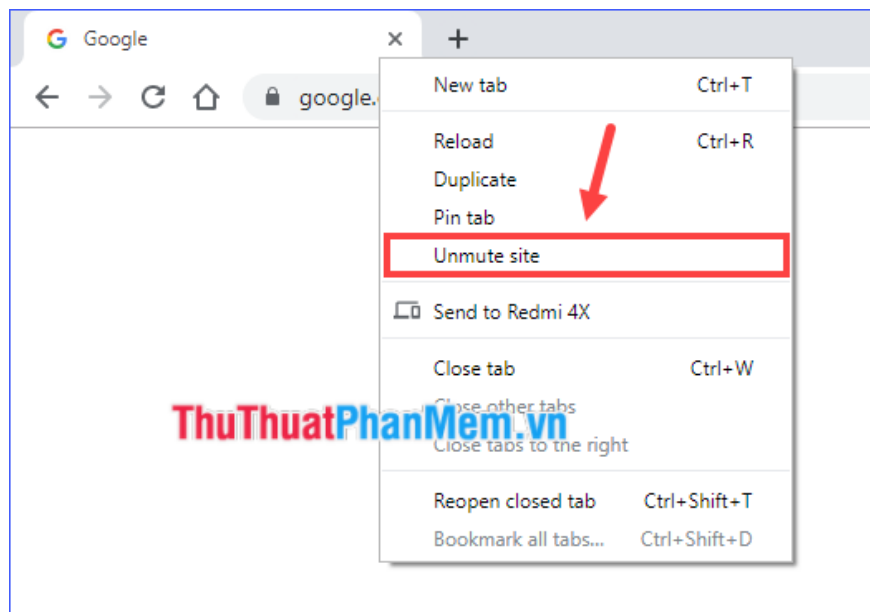 Google
google.
New tab Ctrl+T
Reload Ctrl+R
Duplicate
Pin tab
Unmute site
Send to Redmi 4X
Close tab Ctrl+W
Close other tabs
ThuThuatPhanMem.vn
Close tabs to the right
Reopen closed tab Ctrl+Shift+T
Bookmark all tabs... Ctrl+Shift+D